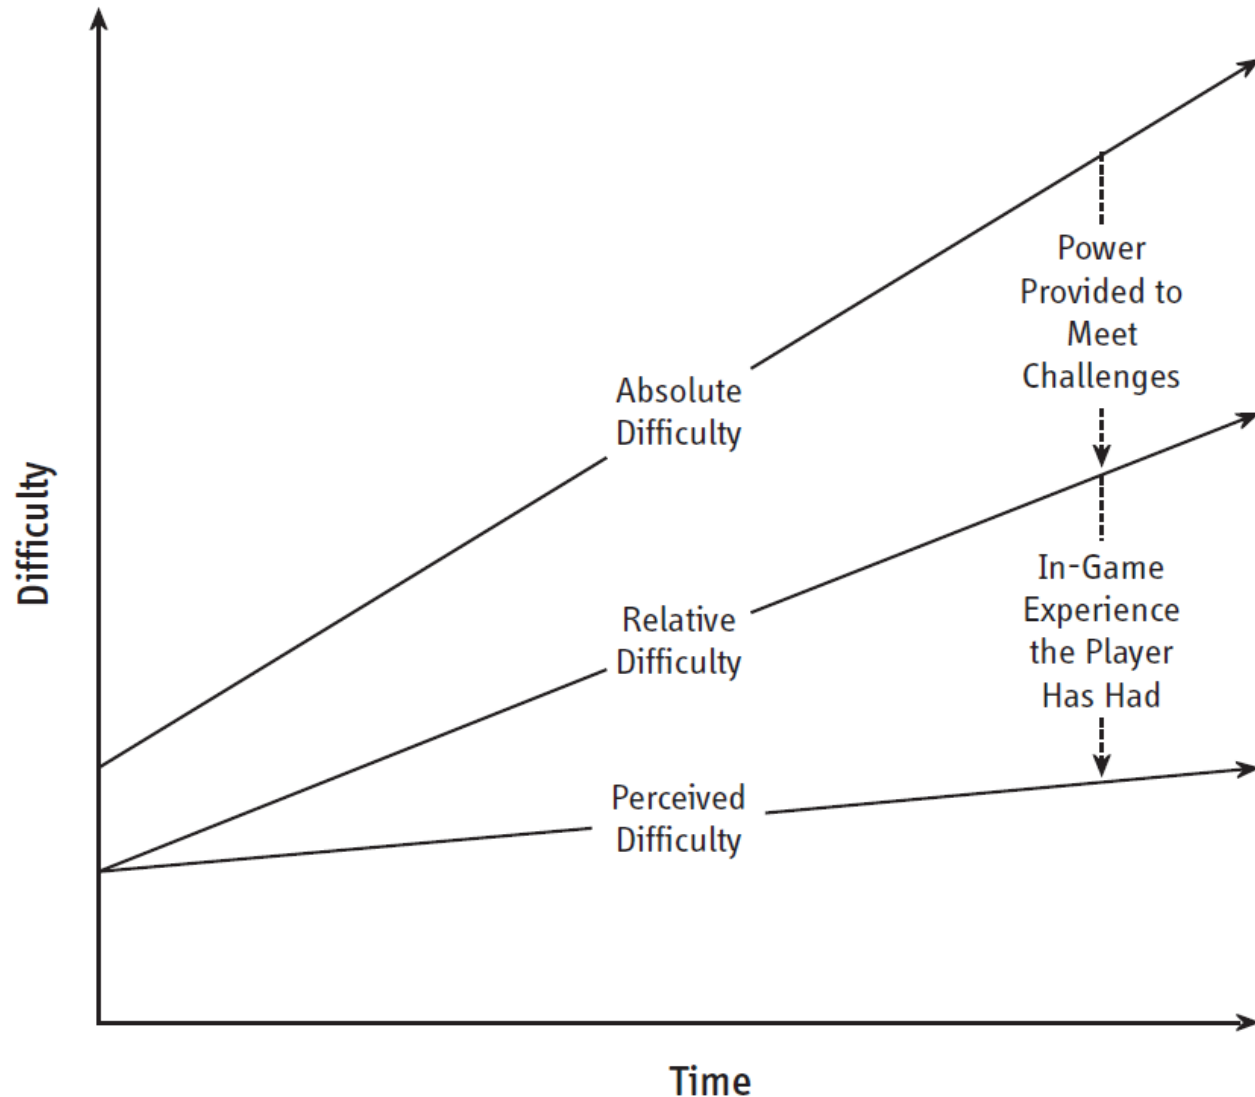 Power
Provided to
Meet
Challenges
Absolute
Difficulty
Difficulty
In-Game
Experience
the Player
Has Had
Relative
Difficulty
Perceived
Difficulty
Time